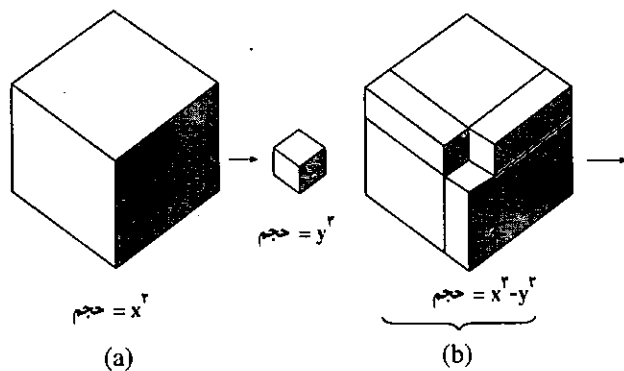 حجم = y³
حجم = x³
حجم = x³-y³
(a)
(b)